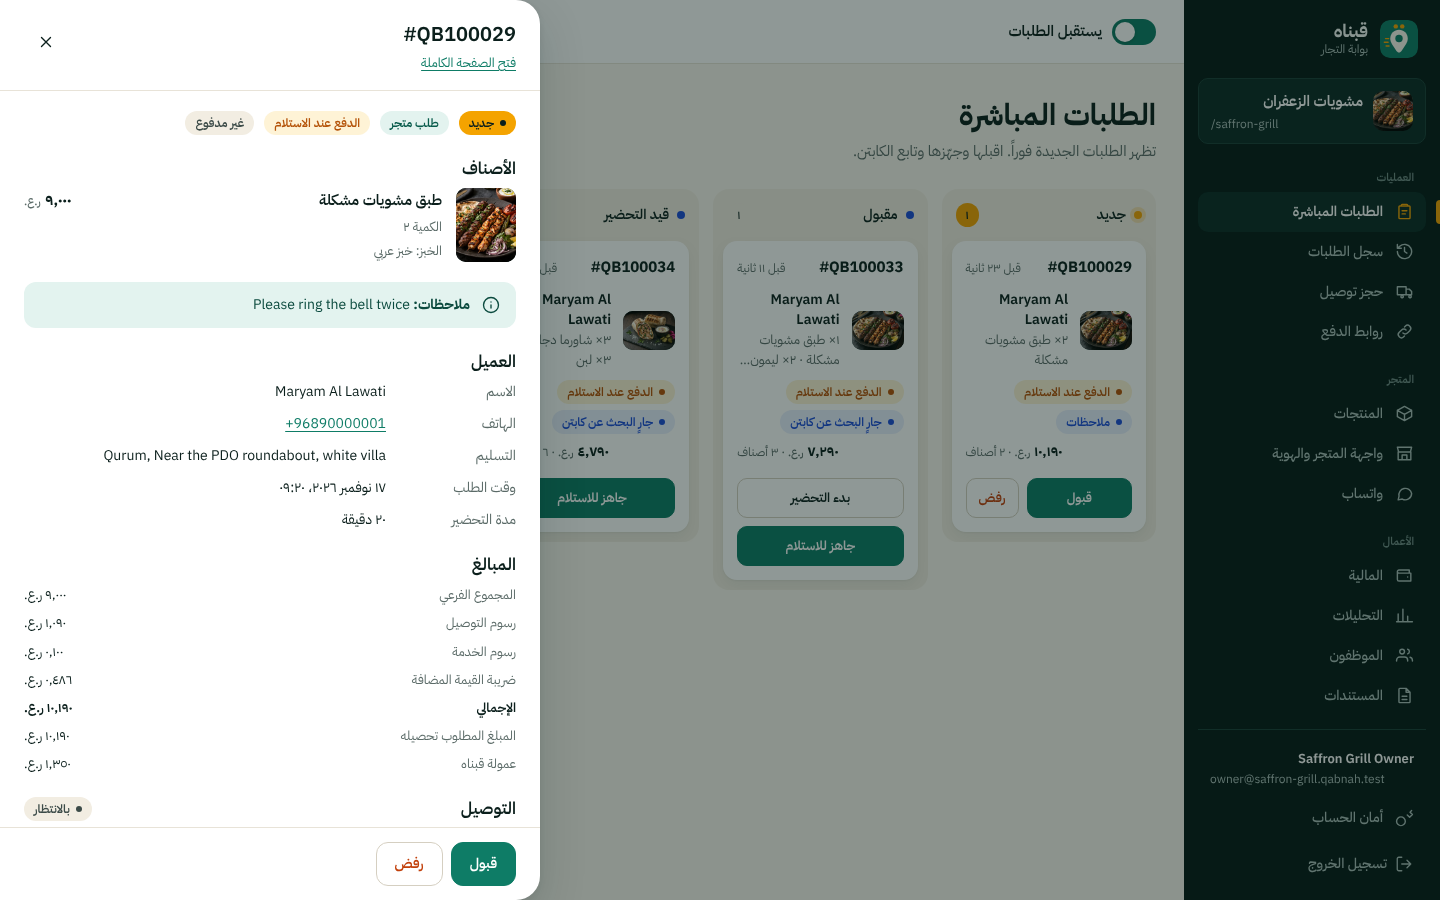 قبناه
بوابة التجار
مشويات الزعفران
/saffron-grill
العمليات
الطلبات المباشرة
سجل الطلبات
حجز توصيل
روابط الدفع
المتجر
المنتجات
واجهة المتجر والهوية
واتساب
الأعمال
المالية
التحليلات
الموظفون
المستندات
Saffron Grill Owner
owner@saffron-grill.qabnah.test
أمان الحساب
تسجيل الخروج
يستقبل الطلبات
الطلبات المباشرة
تظهر الطلبات الجديدة فوراً. اقبلها وجهّزها وتابع الكابتن.
جديد ١
#QB100029 قبل ٢٣ ثانية
Maryam Al
Lawati
٢× طبق مشويات
مشكلة
الدفع عند الاستلام
ملاحظات
١٠٫١٩٠ ر.ع. · ٢ أصناف
قبول رفض
مقبول ١
#QB100033 قبل ١١ ثانية
Maryam Al
Lawati
١× طبق مشويات
مشكلة · ٢× ليمون...
الدفع عند الاستلام
جارٍ البحث عن كابتن
٧٫٢٩٠ ر.ع. · ٣ أصناف
بدء التحضير
جاهز للاستلام
قيد التحضير
#QB100034 قبل
Maryam Al
Lawati
٣× شاورما دجا
٣× لبن
الدفع عند الاستلام
جارٍ البحث عن كابتن
٤٫٧٩٠ ر.ع. · ٦
جاهز للاستلام
#QB100029
فتح الصفحة الكاملة
جديد طلب متجر الدفع عند الاستلام غير مدفوع
الأصناف
طبق مشويات مشكلة ٩٫٠٠٠ ر.ع.
الكمية ٢
الخبز: خبز عربي
ملاحظات: Please ring the bell twice
العميل
الاسم Maryam Al Lawati
الهاتف +96890000001
التسليم Qurum, Near the PDO roundabout, white villa
وقت الطلب ١٧ نوفمبر ٢٠٢٦، ٠٩:٢٠
مدة التحضير ٢٠ دقيقة
المبالغ
المجموع الفرعي ٩٫٠٠٠ ر.ع.
رسوم التوصيل ١٫٠٩٠ ر.ع.
رسوم الخدمة ٠٫١٠٠ ر.ع.
ضريبة القيمة المضافة ٠٫٤٨٦ ر.ع.
الإجمالي ١٠٫١٩٠ ر.ع.
المبلغ المطلوب تحصيله ١٠٫١٩٠ ر.ع.
عمولة قبناه ١٫٣٥٠ ر.ع.
التوصيل بالانتظار
قبول رفض